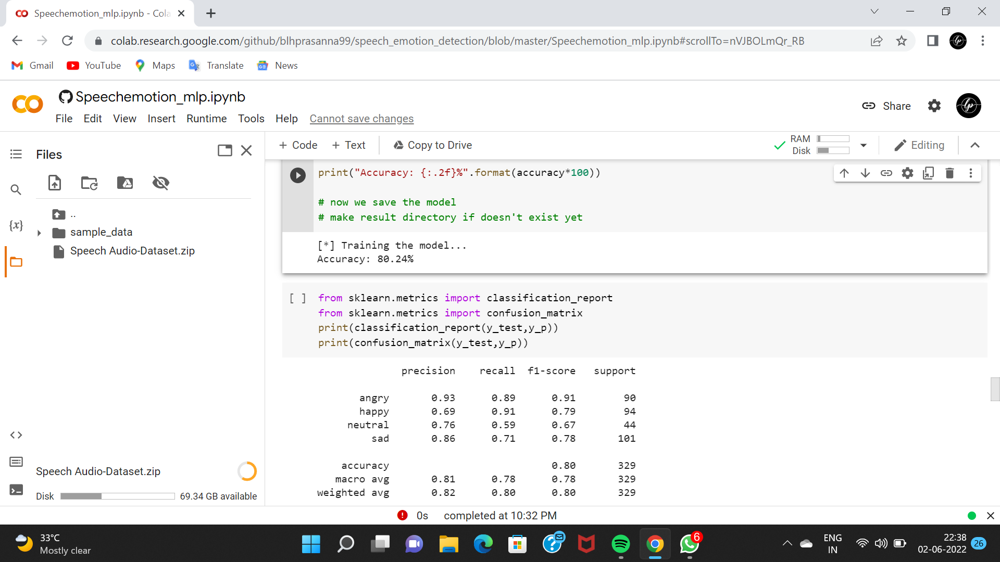 Speechemotion_mlp.ipynb - Cola
colab.research.google.com/github/blhprasanna99/speech_emotion_detection/blob/master/Speechemotion_mlp.ipynb#scrollTo=nVJBOLmQr_RB
Gmail YouTube Maps Translate News
Speechemotion_mlp.ipynb
Share
File Edit View Insert Runtime Tools Help Cannot save changes
Files
+ Code + Text Copy to Drive
RAM
Disk
Editing
..
sample_data
Speech Audio-Dataset.zip
{x}
Speech Audio-Dataset.zip
Disk 69.34 GB available
print("Accuracy: {:.2f}%".format(accuracy*100))
# now we save the model
# make result directory if doesn't exist yet
[*] Training the model...
Accuracy: 80.24%
[ ] from sklearn.metrics import classification_report
from sklearn.metrics import confusion_matrix
print(classification_report(y_test,y_p))
print(confusion_matrix(y_test,y_p))
precision recall f1-score support
angry 0.93 0.89 0.91 90
happy 0.69 0.91 0.79 94
neutral 0.76 0.59 0.67 44
sad 0.86 0.71 0.78 101
accuracy 0.80 329
macro avg 0.81 0.78 0.78 329
weighted avg 0.82 0.80 0.80 329
0s completed at 10:32 PM
33°C
Mostly clear
6
ENG
IN
22:38
02-06-2022
26